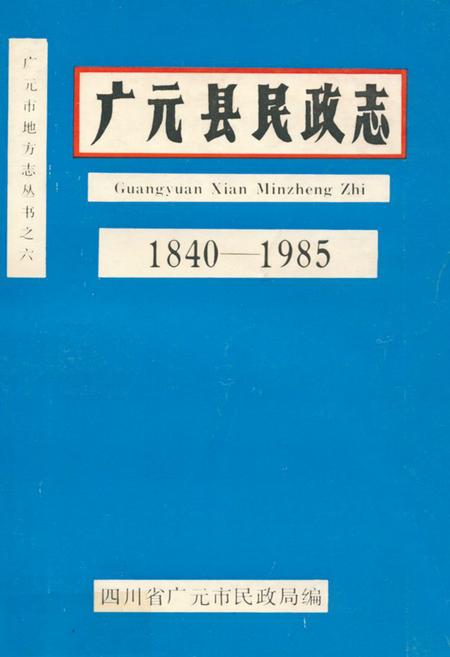 广元市地方志丛书之六
广元县民政志
Guangyuan Xian Minzheng Zhi
1840—1985
四川省广元市民政局编